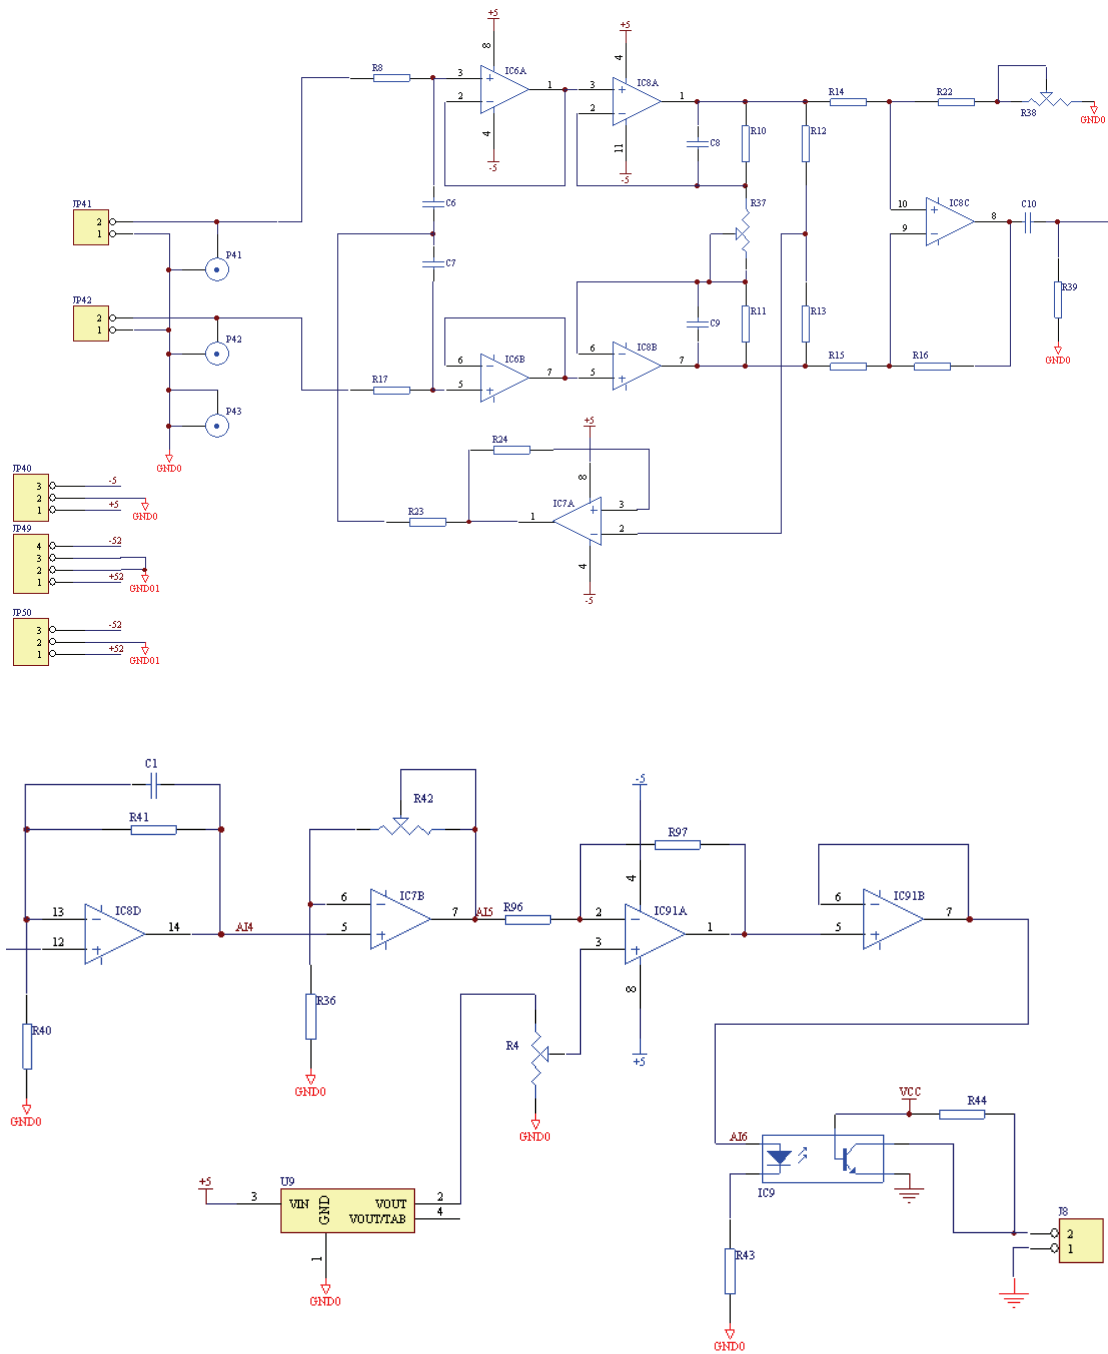 +5
+5
8
4
R8
3
IC6A
1
3
IC8A
1
R14
R22
R38
GND0
2
2
4
11
-5
-5
C8
R10
R12
JP41
2
1
C6
R37
10
IC8C
8
C10
9
P41
C7
R39
GND0
JP42
2
1
P42
C9
R11
R13
6
IC6B
7
5
6
IC8B
7
5
R15
R16
R17
P43
GND0
R24
+5
8
IC7A
3
1
2
R23
4
-5
JP40
3
-5
2
1
+5
GND0
JP49
4
-52
3
2
1
+52
GND01
JP50
3
-52
2
1
+52
GND01
C1
-5
R41
R42
R97
4
13
IC8D
14
12
AI4
6
IC7B
7
5
AI5
R96
2
IC91A
1
3
6
IC91B
7
5
8
R40
R36
R4
+5
GND0
GND0
GND0
VCC
R44
AI6
IC9
+5
U9
3
VIN
GND
VOUT
2
VOUT/TAB
4
1
GND0
R43
GND0
J8
2
1